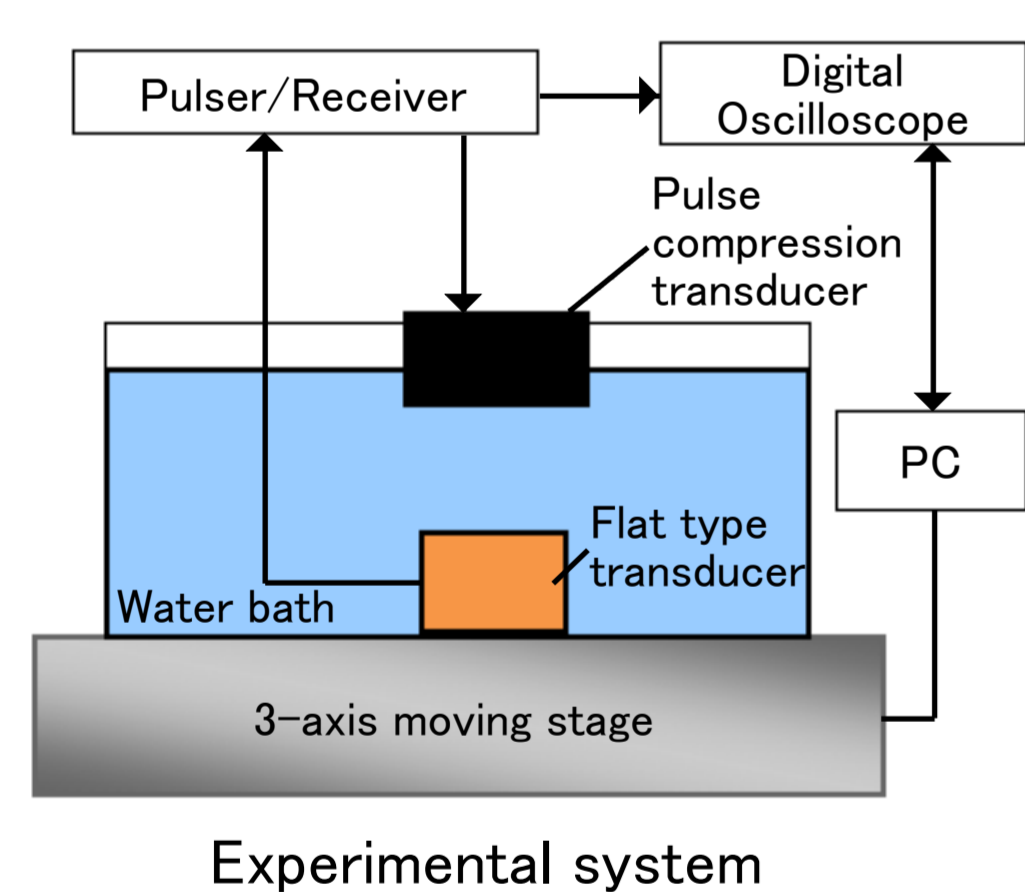 Pulser/Receiver
Digital
Oscilloscope
Pulse
compression
transducer
PC
Flat type
transducer
Water bath
3-axis moving stage
Experimental system